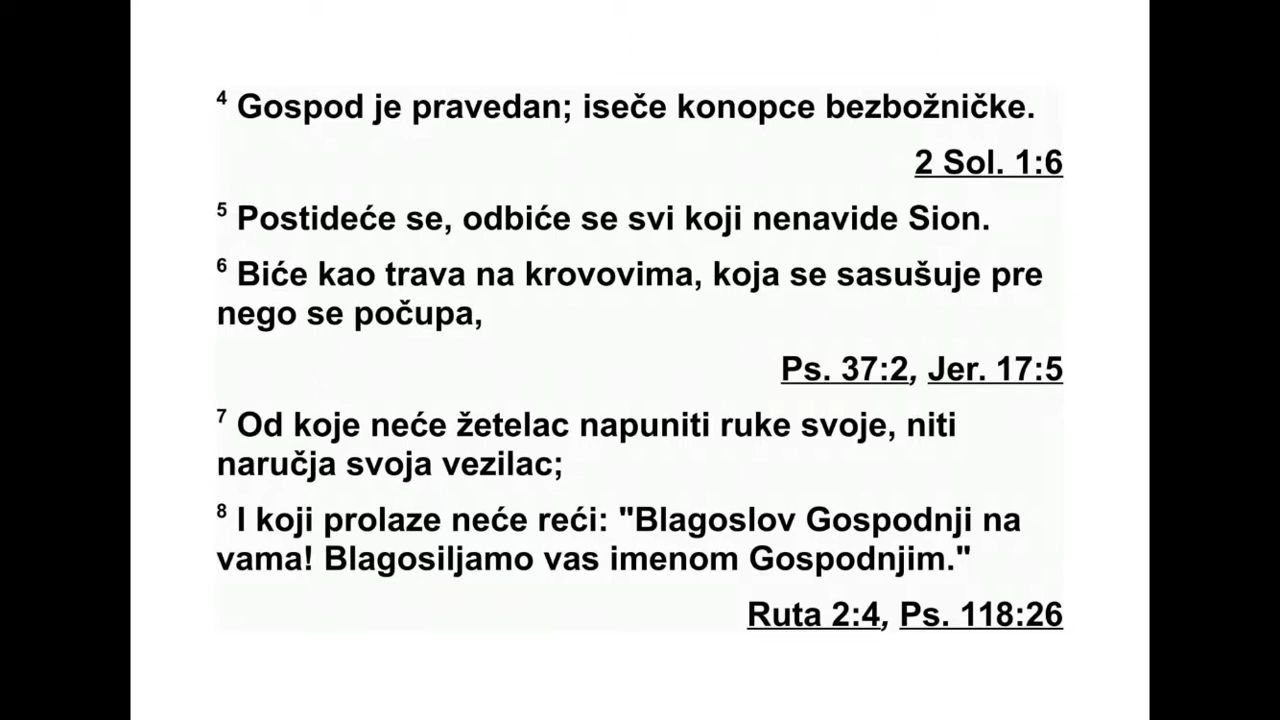 4 Gospod je pravedan; iseče konopce bezbožničke.
2 Sol. 1:6
5 Postideće se, odbiće se svi koji nenavide Sion.
6 Biće kao trava na krovovima, koja se sasušuje pre
nego se počupa,
Ps. 37:2, Jer. 17:5
7 Od koje neće žetelac napuniti ruke svoje, niti
naručja svoja vezilac;
8 I koji prolaze neće reći: "Blagoslov Gospodnji na
vama! Blagosiljamo vas imenom Gospodnjim."
Ruta 2:4, Ps. 118:26